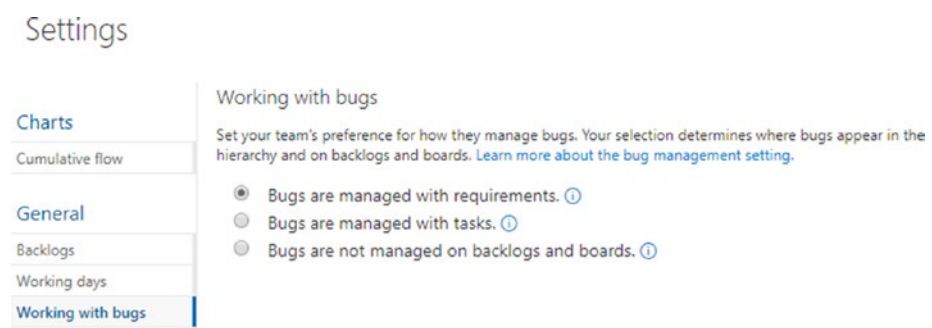 Settings
Charts
Cumulative flow
General
Backlogs
Working days
Working with bugs
Working with bugs
Set your team's preference for how they manage bugs. Your selection determines where bugs appear in the
hierarchy and on backlogs and boards. Learn more about the bug management setting.
Bugs are managed with requirements.
Bugs are managed with tasks.
Bugs are not managed on backlogs and boards.